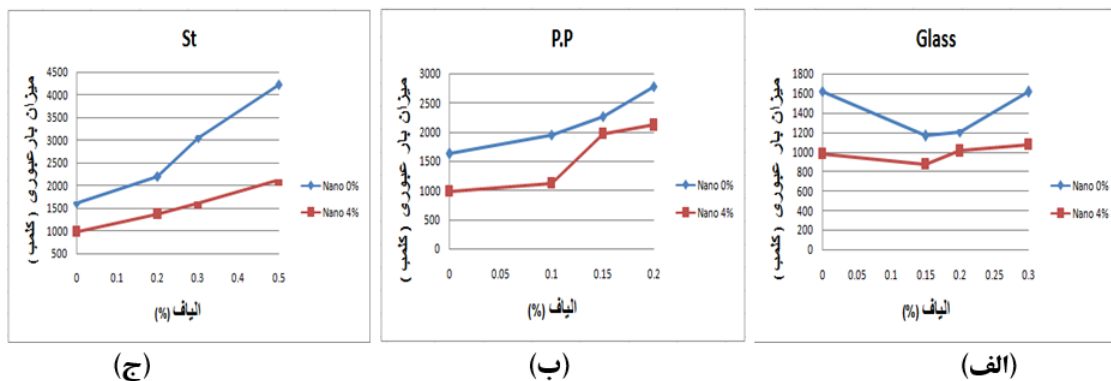 St
میزات بار عبوری (کلمب)
4500
4000
3500
3000
2500
2000
1500
1000
500
0 0.1 0.2 0.3 0.4 0.5
الیاف (%)
Nano 0%
Nano 4%
(ج)
P.P
میزات بار عبوری (کلمب)
3000
2500
2000
1500
1000
500
0
0 0.05 0.1 0.15 0.2
الیاف (%)
Nano 0%
Nano 4%
(ب)
Glass
میزات بار عبوری (کلمب)
1800
1600
1400
1200
1000
800
600
400
200
0
0 0.05 0.1 0.15 0.2 0.25 0.3
الیاف (%)
Nano 0%
Nano 4%
(الف)